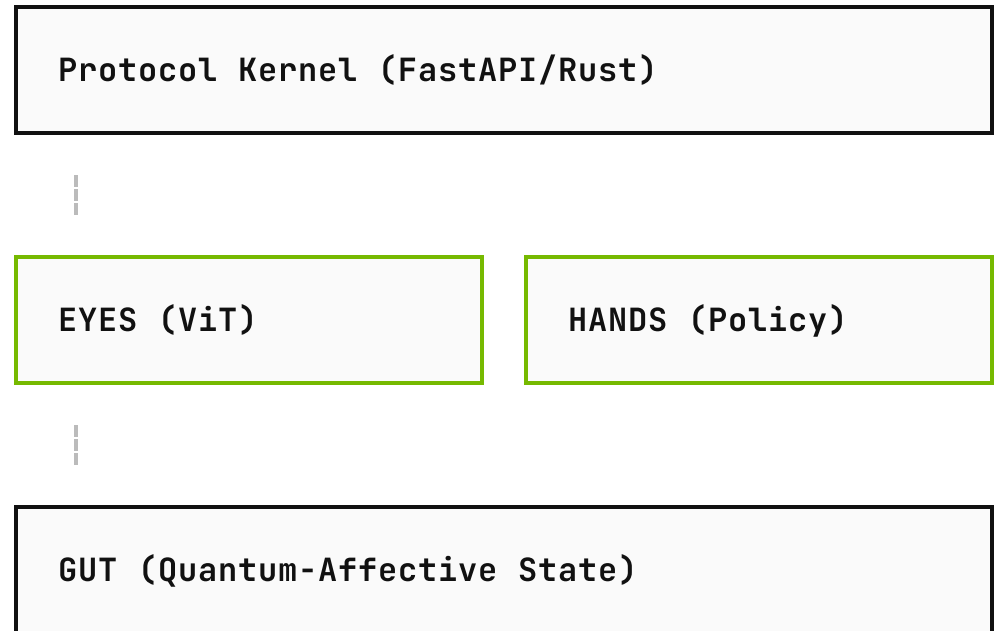 Protocol Kernel (FastAPI/Rust)
EYES (ViT)
HANDS (Policy)
GUT (Quantum-Affective State)